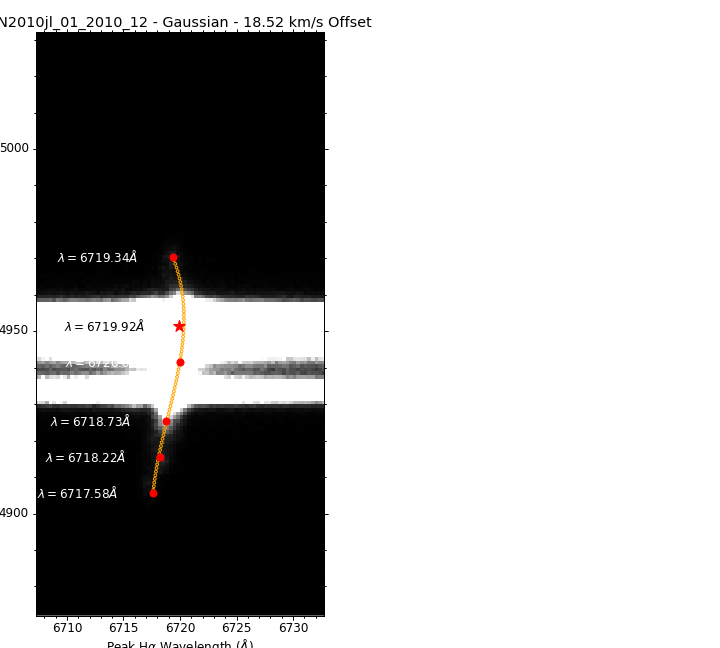 N2010jl_01_2010_12 - Gaussian - 18.52 km/s Offset
5000
λ = 6719.34Å
4950
λ = 6719.92Å
λ = 6718.73Å
λ = 6718.22Å
λ = 6717.58Å
4900
6710 6715 6720 6725 6730
Peak Hα Wavelength (Å)